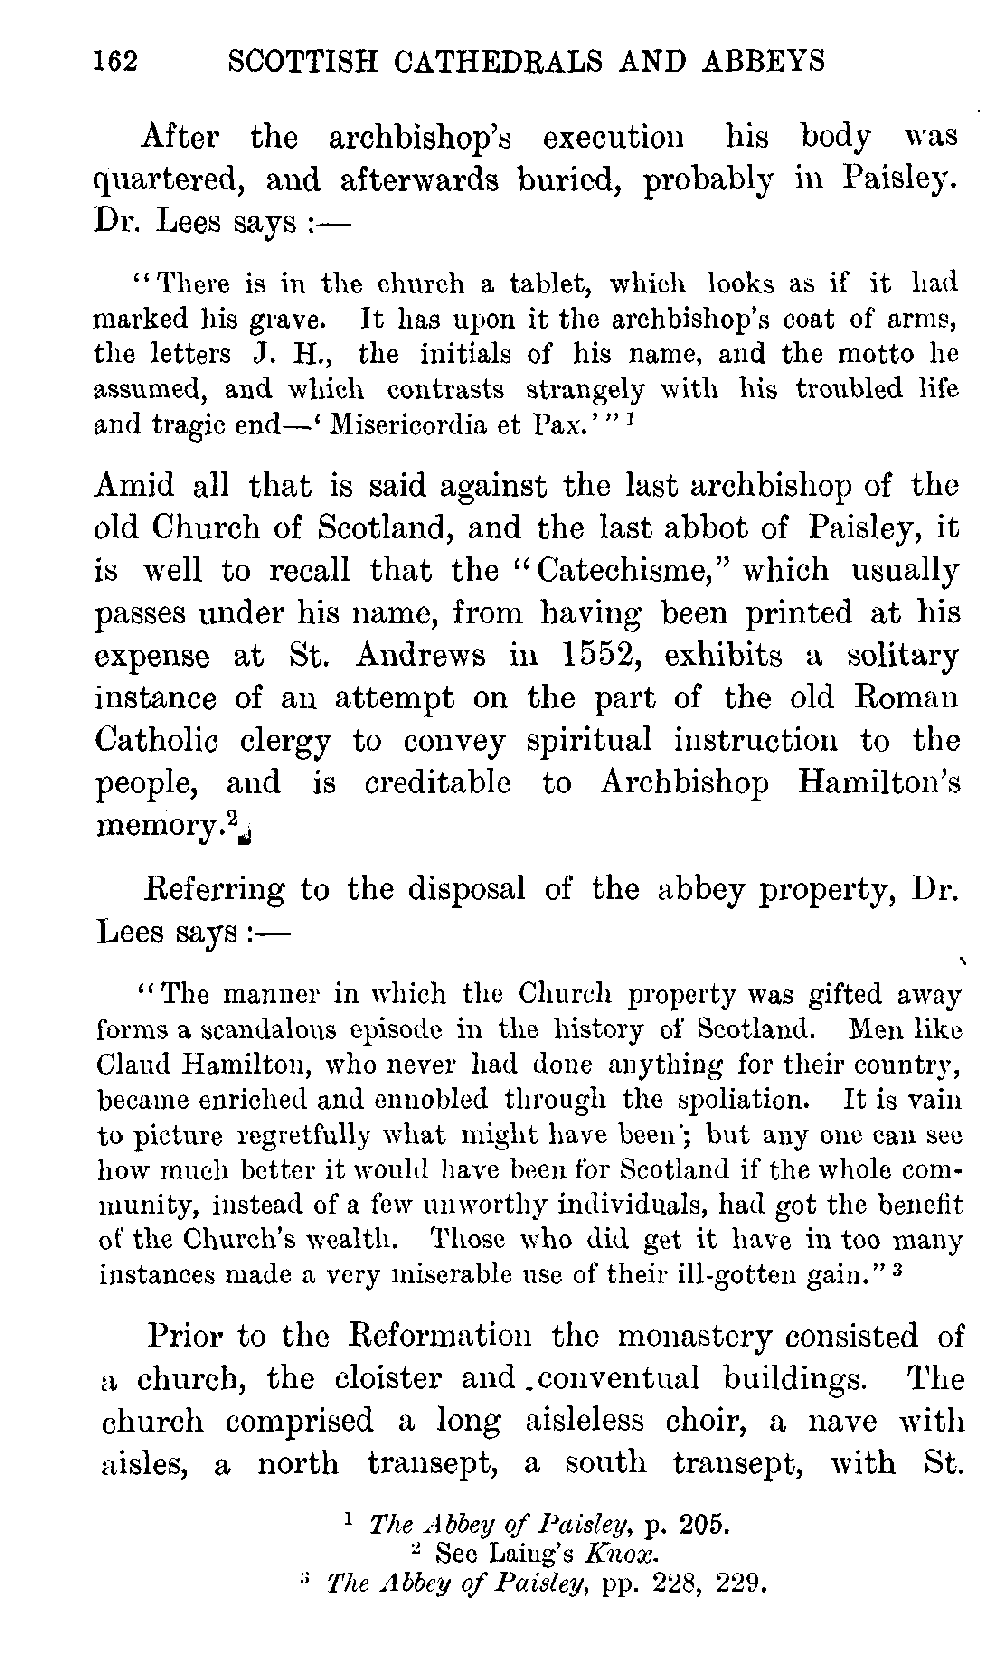 162 SCOTTISH CATHEDRALS AND ABBEYS
After the archbishop's execution his body was
quartered, and afterwards buried, probably in Paisley.
Dr. Lees says :—
"There is in the church a tablet, which looks as if it had
marked his grave. It has upon it the archbishop's coat of arms,
the letters J. H., the initials of his name, and the motto he
assumed, and which contrasts strangely with his troubled life
and tragic end—'Misericordia et Pax.'" 1
Amid all that is said against the last archbishop of the
old Church of Scotland, and the last abbot of Paisley, it
is well to recall that the "Catechisme," which usually
passes under his name, from having been printed at his
expense at St. Andrews in 1552, exhibits a solitary
instance of an attempt on the part of the old Roman
Catholic clergy to convey spiritual instruction to the
people, and is creditable to Archbishop Hamilton's
memory.2
Referring to the disposal of the abbey property, Dr.
Lees says :—
"The manner in which the Church property was gifted away
forms a scandalous episode in the history of Scotland. Men like
Claud Hamilton, who never had done anything for their country,
became enriched and ennobled through the spoliation. It is vain
to picture regretfully what might have been; but any one can see
how much better it would have been for Scotland if the whole com-
munity, instead of a few unworthy individuals, had got the benefit
of the Church's wealth. Those who did get it have in too many
instances made a very miserable use of their ill-gotten gain." 3
Prior to the Reformation the monastery consisted of
a church, the cloister and conventual buildings. The
church comprised a long aisleless choir, a nave with
aisles, a north transept, a south transept, with St.
1 The Abbey of Paisley, p. 205.
2 See Laing's Knox.
3 The Abbey of Paisley, pp. 228, 229.